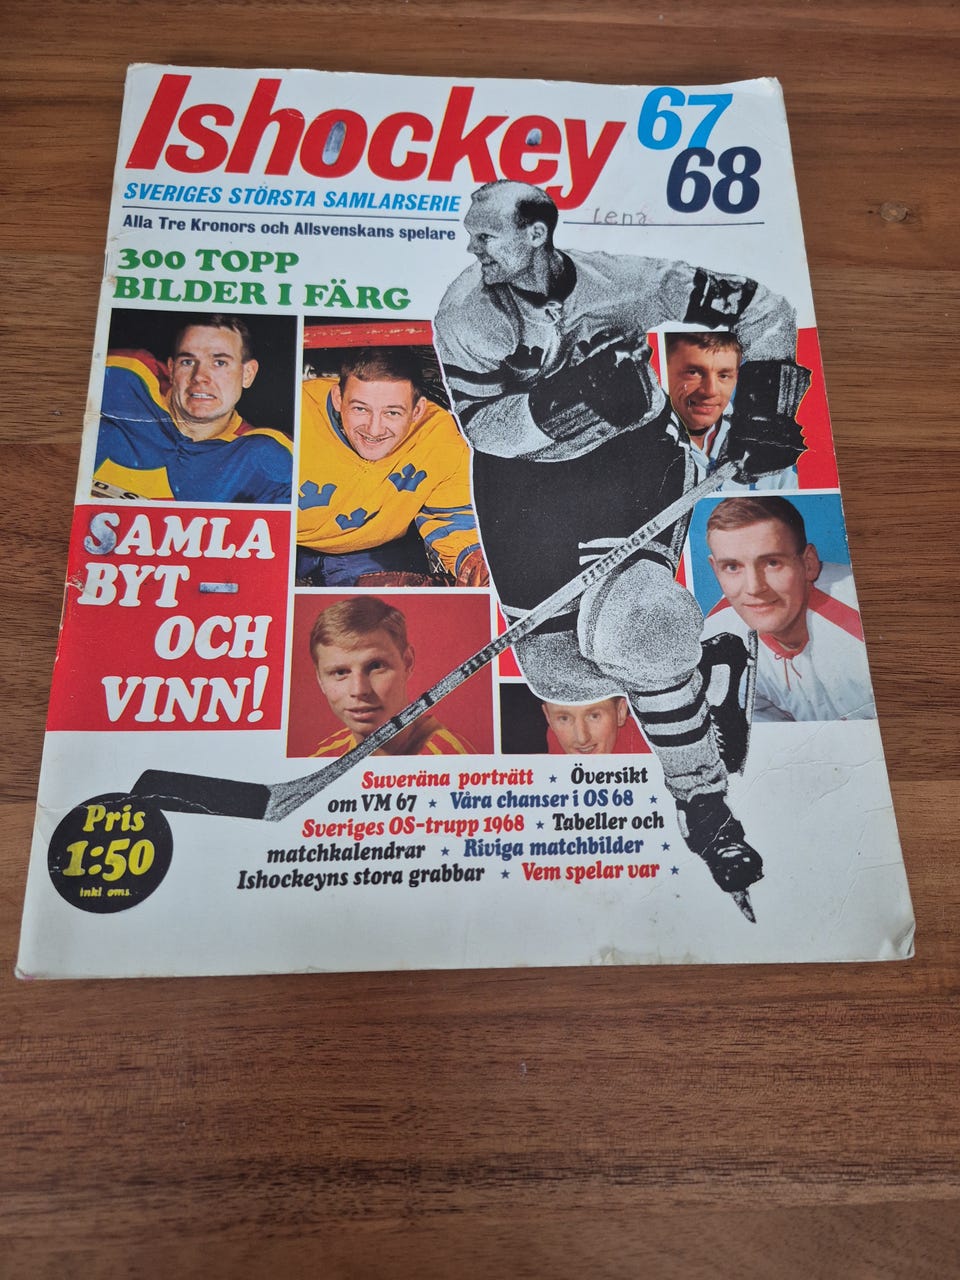 Ishockey 67
68
SVERIGES STÖRSTA SAMLARSERIE
Lena
Alla Tre Kronors och Allsvenskans spelare
300 TOPP
BILDER I FÄRG
SAMLA
BYT –
OCH
VINN!
PROFESSIONAL
Suveräna porträtt ★ Översikt
om VM 67 ★ Våra chanser i OS 68 ★
Sveriges OS-trupp 1968 ★ Tabeller och
matchkalendrar ★ Riviga matchbilder ★
Ishockeyns stora grabbar ★ Vem spelar var ★
Pris
1:50
inkl oms.